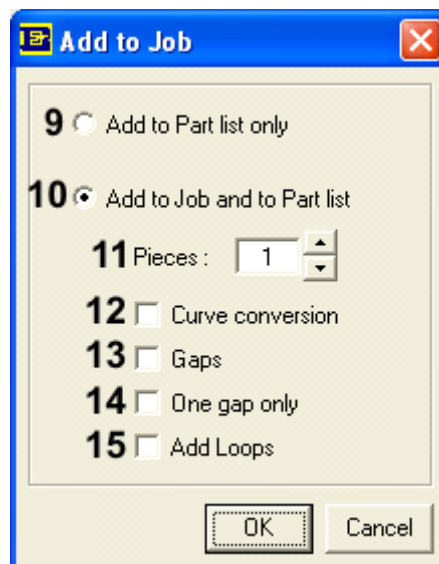 Add to Job
9 Add to Part list only
10 Add to Job and to Part list
11 Pieces : 1
12 Curve conversion
13 Gaps
14 One gap only
15 Add Loops
OK Cancel